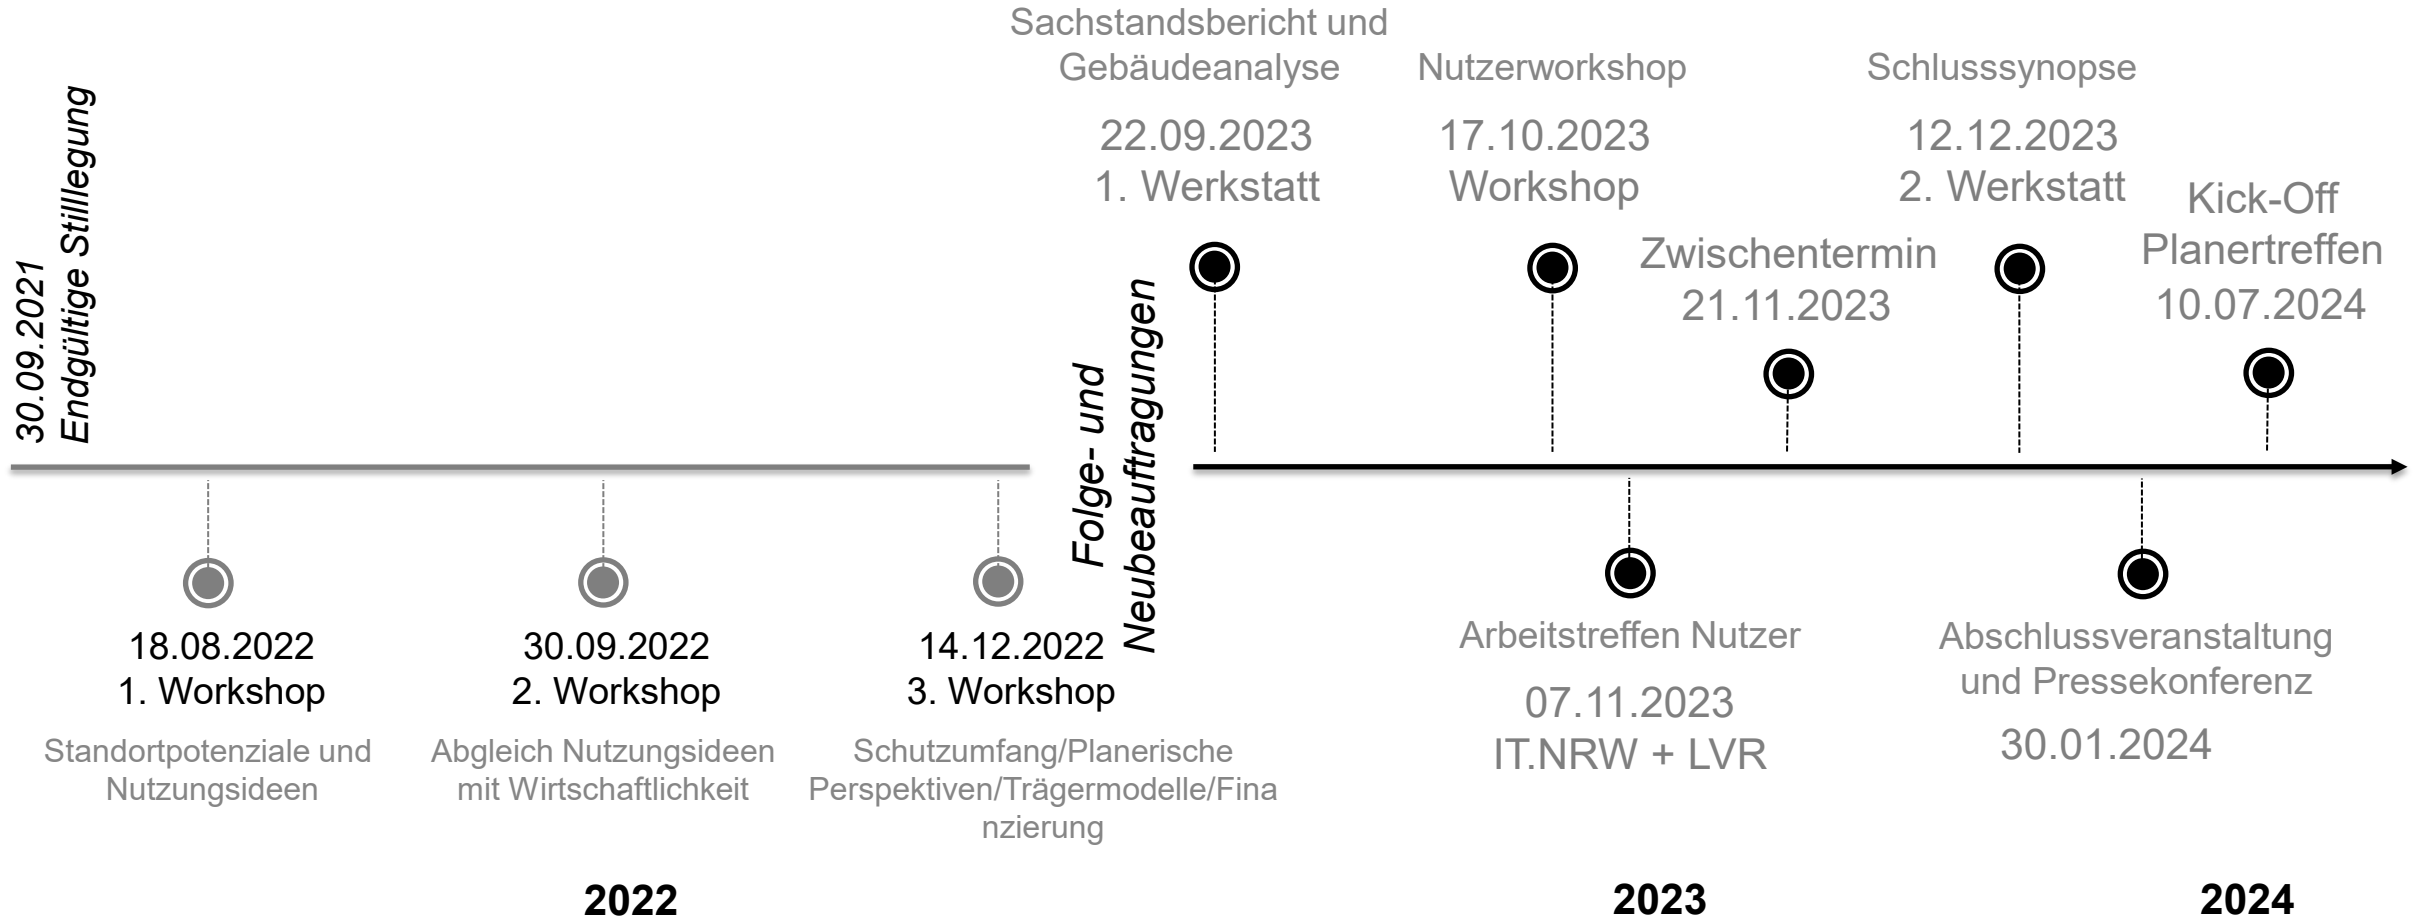 30.09.2021
Endgültige Stilllegung
18.08.2022
1. Workshop
Standortpotenziale und
Nutzungsideen
30.09.2022
2. Workshop
Abgleich Nutzungsideen
mit Wirtschaftlichkeit
14.12.2022
3. Workshop
Schutzumfang/Planerische
Perspektiven/Trägermodelle/Fina
nzierung
Folge- und
Neubeauftragungen
Sachstandsbericht und
Gebäudeanalyse
22.09.2023
1. Werkstatt
Nutzerworkshop
17.10.2023
Workshop
Arbeitstreffen Nutzer
07.11.2023
IT.NRW + LVR
Zwischentermin
21.11.2023
Schlusssynopse
12.12.2023
2. Werkstatt
Abschlussveranstaltung
und Pressekonferenz
30.01.2024
Kick-Off
Planertreffen
10.07.2024
2022
2023
2024